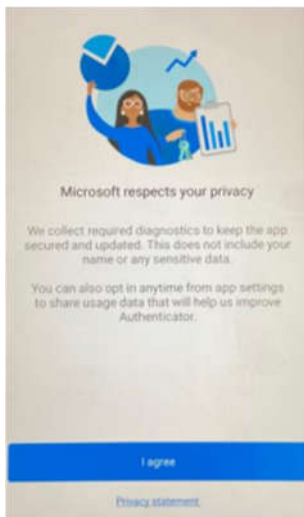 Microsoft respects your privacy
We collect required diagnostics to keep the app
secured and updated. This does not include your
name or any sensitive data.
You can also opt in anytime from app settings
to share usage data that will help us improve
Authenticator.
I agree
Privacy statement